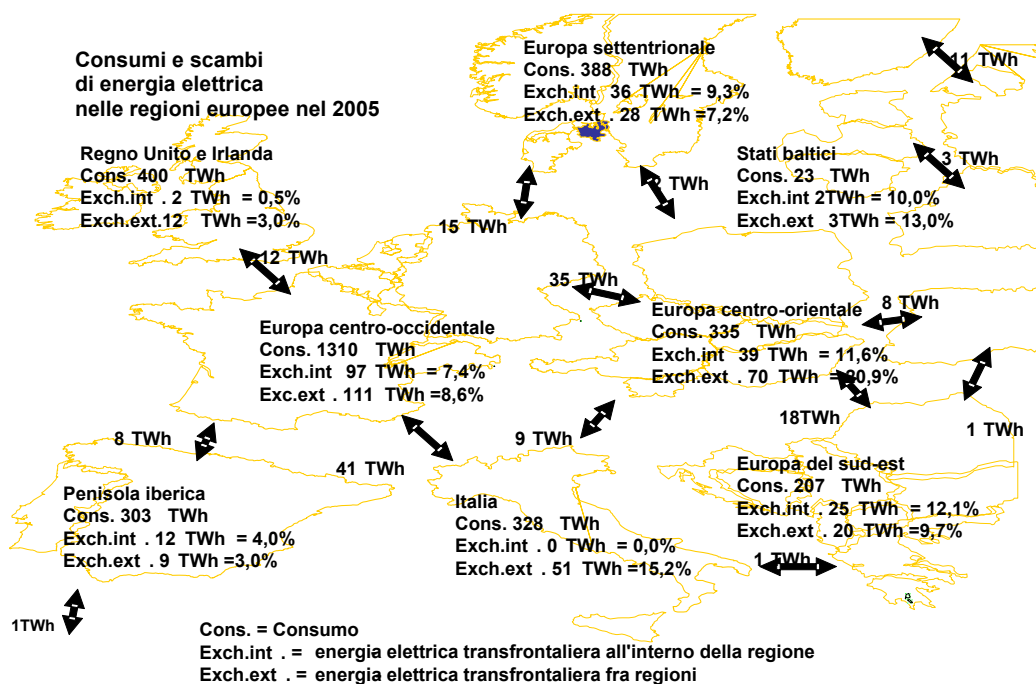 Consumi e scambi
di energia elettrica
nelle regioni europee nel 2005
Europa settentrionale
Cons. 388 TWh
Exch.int 36 TWh = 9,3%
Exch.ext . 28 TWh =7,2%
11 TWh
Regno Unito e Irlanda
Cons. 400 TWh
Exch.int . 2 TWh = 0,5%
Exch.ext.12 TWh =3,0%
Stati baltici
Cons. 23 TWh
Exch.int 2TWh = 10,0%
Exch.ext 3TWh = 13,0%
3 TWh
2 TWh
15 TWh
12 TWh
35 TWh
Europa centro-occidentale
Cons. 1310 TWh
Exch.int 97 TWh = 7,4%
Exc.ext . 111 TWh =8,6%
Europa centro-orientale
Cons. 335 TWh
Exch.int 39 TWh = 11,6%
Exch.ext . 70 TWh = 20,9%
8 TWh
18TWh
1 TWh
8 TWh
41 TWh
9 TWh
Penisola iberica
Cons. 303 TWh
Exch.int . 12 TWh = 4,0%
Exch.ext . 9 TWh =3,0%
Italia
Cons. 328 TWh
Exch.int . 0 TWh = 0,0%
Exch.ext . 51 TWh =15,2%
Europa del sud-est
Cons. 207 TWh
Exch.int . 25 TWh = 12,1%
Exch.ext . 20 TWh =9,7%
1 TWh
1TWh
Cons. = Consumo
Exch.int . = energia elettrica transfrontaliera all'interno della regione
Exch.ext . = energia elettrica transfrontaliera fra regioni